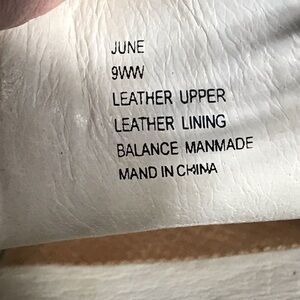 JUNE
9WW
LEATHER UPPER
LEATHER LINING
BALANCE MANMADE
MAND IN CHINA